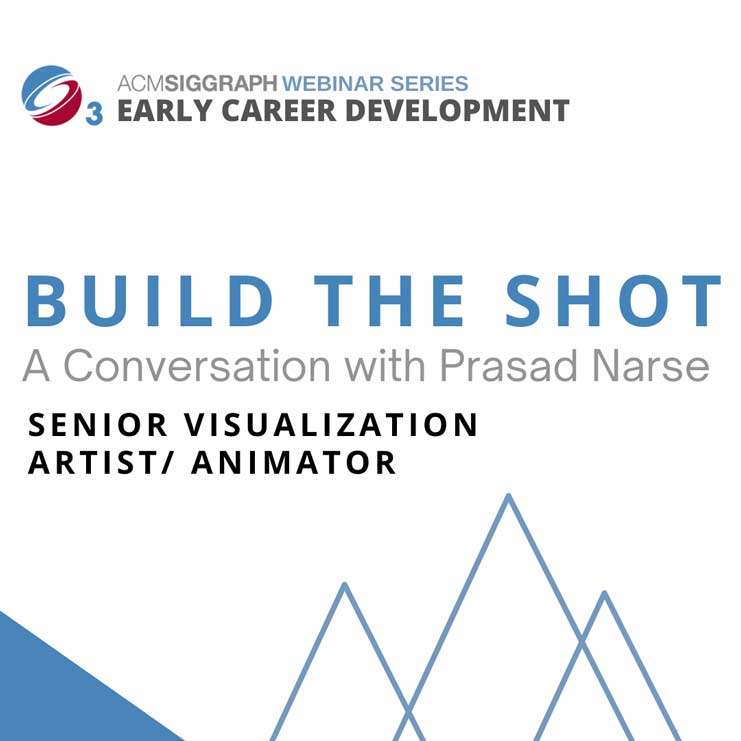 ACMSIGGRAPH WEBINAR SERIES
3 EARLY CAREER DEVELOPMENT
BUILD THE SHOT
A Conversation with Prasad Narse
SENIOR VISUALIZATION
ARTIST/ ANIMATOR